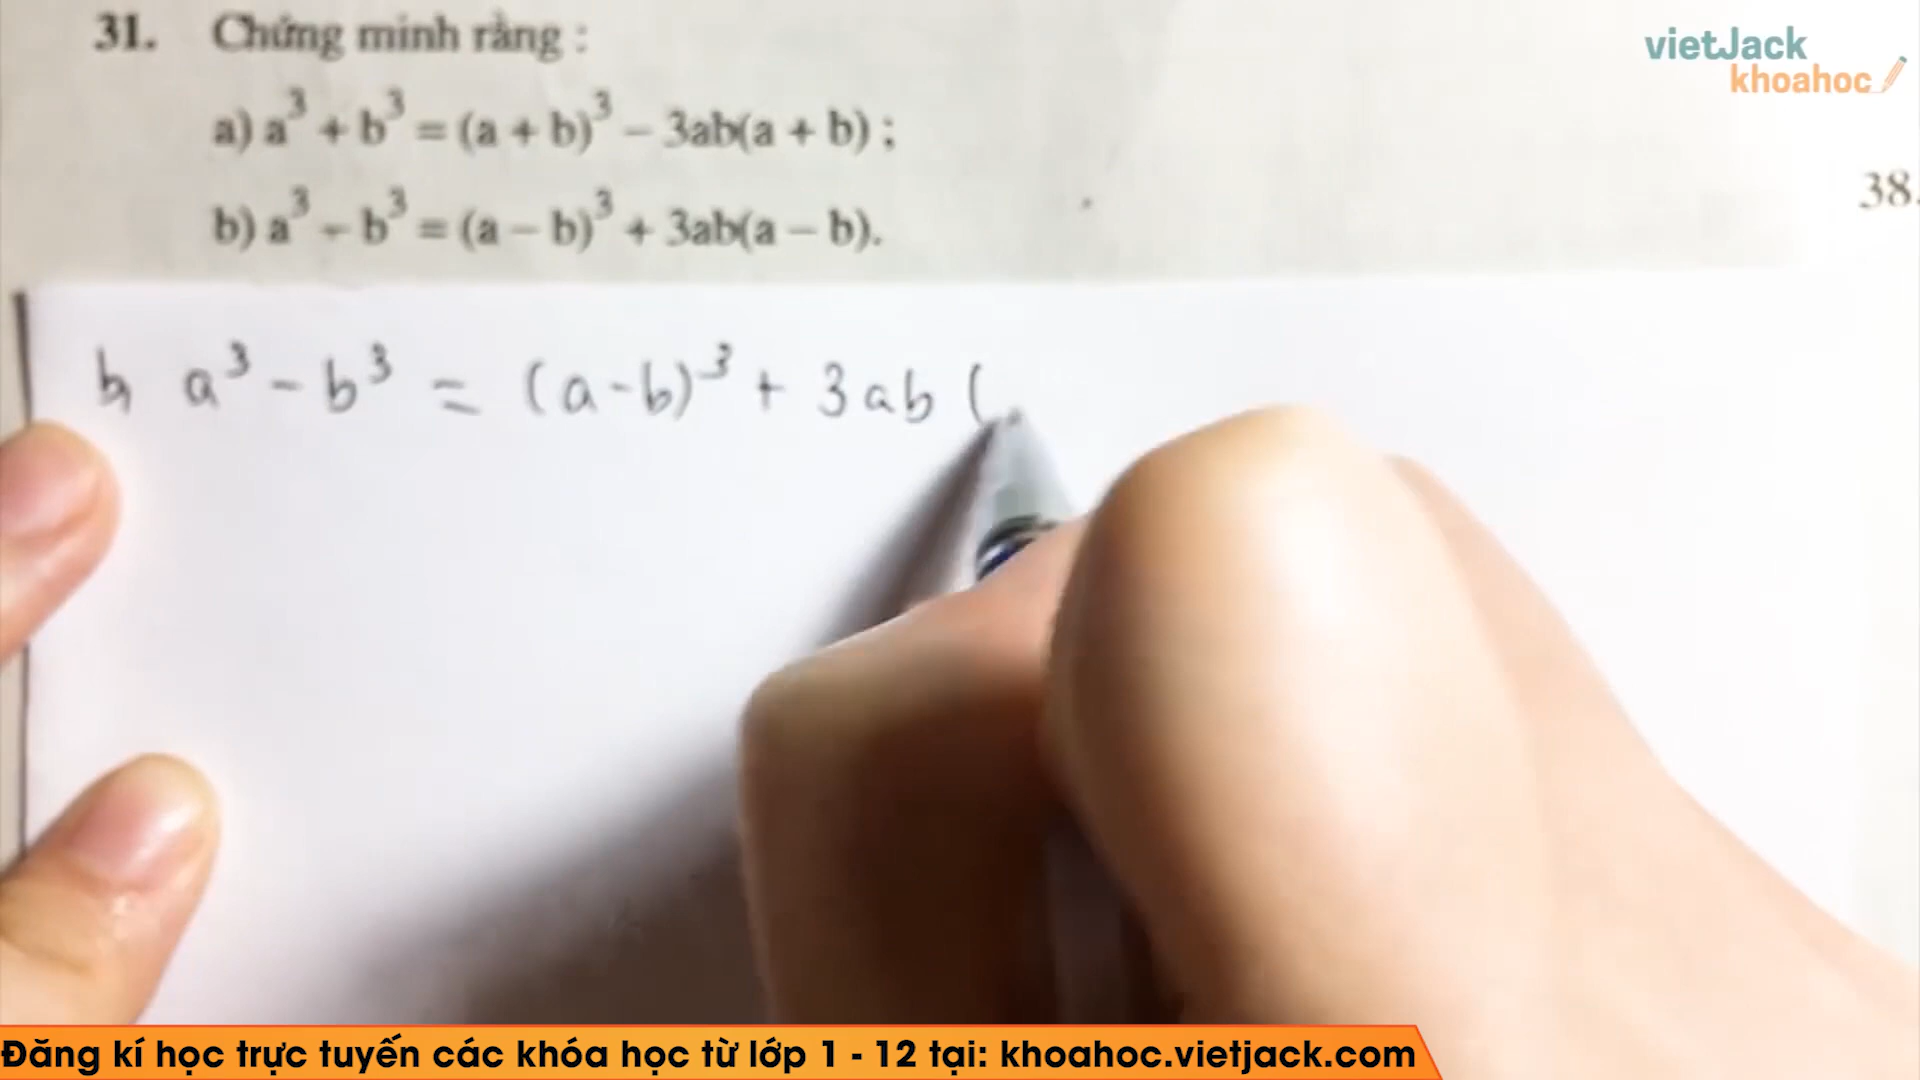 31. Chứng minh rằng :
a) a³ + b³ = (a + b)³ – 3ab(a + b) ;
b) a³ – b³ = (a – b)³ + 3ab(a – b).
vietJack
khoahoc
38.
b, a³ - b³ = (a-b)³ + 3ab (
Đăng kí học trực tuyến các khóa học từ lớp 1 - 12 tại: khoahoc.vietjack.com